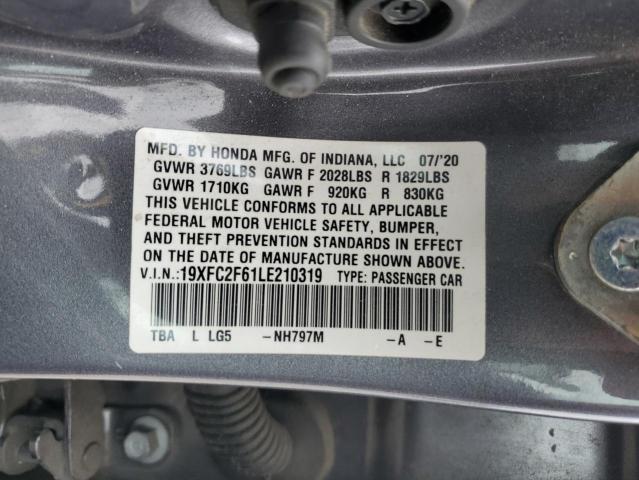 MFD. BY HONDA MFG. OF INDIANA, LLC 07/'20
GVWR 3769LBS GAWR F 2028LBS R 1829LBS
GVWR 1710KG GAWR F 920KG R 830KG
THIS VEHICLE CONFORMS TO ALL APPLICABLE
FEDERAL MOTOR VEHICLE SAFETY, BUMPER,
AND THEFT PREVENTION STANDARDS IN EFFECT
ON THE DATE OF MANUFACTURE SHOWN ABOVE.
V.I.N.:19XFC2F61LE210319 TYPE: PASSENGER CAR
TBA L LG5 -NH797M -A -E